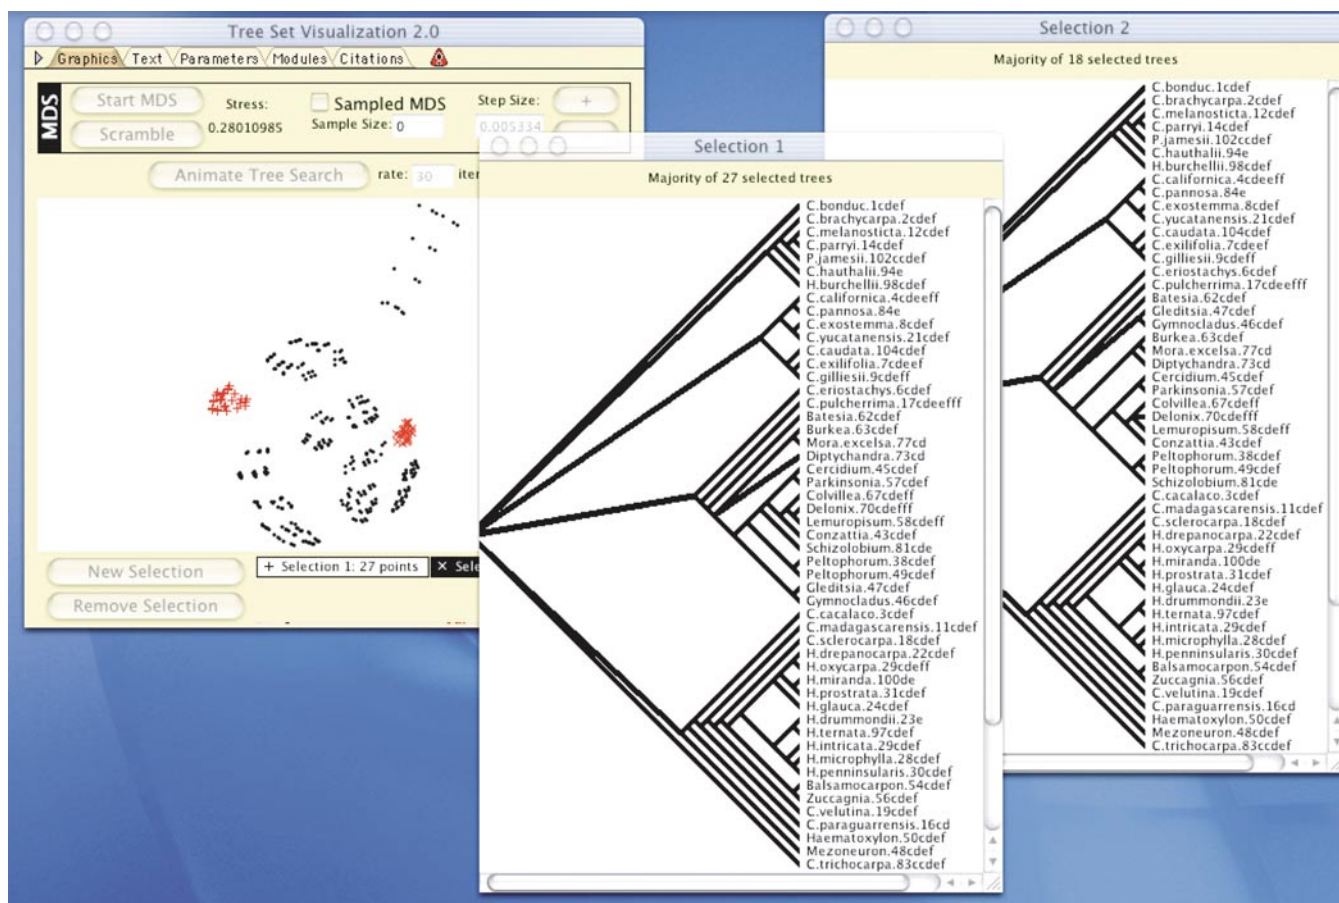 Tree Set Visualization 2.0
Graphics Text Parameters Modules Citations
MDS
Start MDS
Scramble
Stress:
0.28010985
Sampled MDS
Sample Size: 0
Step Size:
0.005334
+
Animate Tree Search
rate: 30
New Selection
Remove Selection
+ Selection 1: 27 points
×
Selection 1
Majority of 27 selected trees
C.bonduc.1cdef
C.brachycarpa.2cdef
C.melanosticta.12cdef
C.parryi.14cdef
P.jamesii.102ccdef
C.hauthalii.94e
H.burchellii.98cdef
C.californica.4cdeeff
C.pannosa.84e
C.exostemma.8cdef
C.yucatanensis.21cdef
C.caudata.104cdef
C.exilifolia.7cdeef
C.gilliesii.9cdeff
C.eriostachys.6cdef
C.pulcherrima.17cdeefff
Batesia.62cdef
Burkea.63cdef
Mora.excelsa.77cd
Diptychandra.73cd
Cercidium.45cdef
Parkinsonia.57cdef
Colvillea.67cdeff
Delonix.70cdefff
Lemuropisum.58cdeff
Conzattia.43cdef
Schizolobium.81cde
Peltophorum.38cdef
Peltophorum.49cdef
Gleditsia.47cdef
Gymnocladus.46cdef
C.cacalaco.3cdef
C.madagascarensis.11cdef
C.sclerocarpa.18cdef
H.drepanocarpa.22cdef
H.oxycarpa.29cdeff
H.miranda.100de
H.prostrata.31cdef
H.glauca.24cdef
H.drummondii.23e
H.ternata.97cdef
H.intricata.29cdef
H.microphylla.28cdef
H.penninsularis.30cdef
Balsamocarpon.54cdef
Zuccagnia.56cdef
C.velutina.19cdef
C.paraguarrensis.16cd
Haematoxylon.50cdef
Mezoneuron.48cdef
C.trichocarpa.83ccdef
Selection 2
Majority of 18 selected trees
C.bonduc.1cdef
C.brachycarpa.2cdef
C.melanosticta.12cdef
C.parryi.14cdef
P.jamesii.102ccdef
C.hauthalii.94e
H.burchellii.98cdef
C.californica.4cdeeff
C.pannosa.84e
C.exostemma.8cdef
C.yucatanensis.21cdef
C.caudata.104cdef
C.exilifolia.7cdeef
C.gilliesii.9cdeff
C.eriostachys.6cdef
C.pulcherrima.17cdeefff
Batesia.62cdef
Gleditsia.47cdef
Gymnocladus.46cdef
Burkea.63cdef
Mora.excelsa.77cd
Diptychandra.73cd
Cercidium.45cdef
Parkinsonia.57cdef
Colvillea.67cdeff
Delonix.70cdefff
Lemuropisum.58cdeff
Conzattia.43cdef
Peltophorum.38cdef
Peltophorum.49cdef
Schizolobium.81cde
C.cacalaco.3cdef
C.madagascarensis.11cdef
C.sclerocarpa.18cdef
H.drepanocarpa.22cdef
H.oxycarpa.29cdeff
H.miranda.100de
H.prostrata.31cdef
H.glauca.24cdef
H.drummondii.23e
H.ternata.97cdef
H.intricata.29cdef
H.microphylla.28cdef
H.penninsularis.30cdef
Balsamocarpon.54cdef
Zuccagnia.56cdef
C.velutina.19cdef
C.paraguarrensis.16cd
Haematoxylon.50cdef
Mezoneuron.48cdef
C.trichocarpa.83ccdef